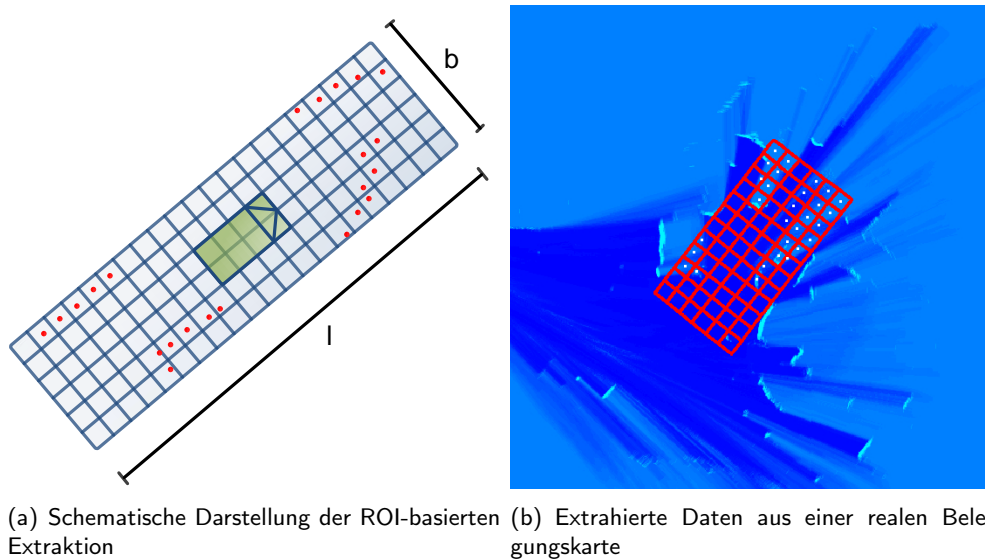 b
l
(a) Schematische Darstellung der ROI-basierten
Extraktion
(b) Extrahierte Daten aus einer realen Bele
gungskarte